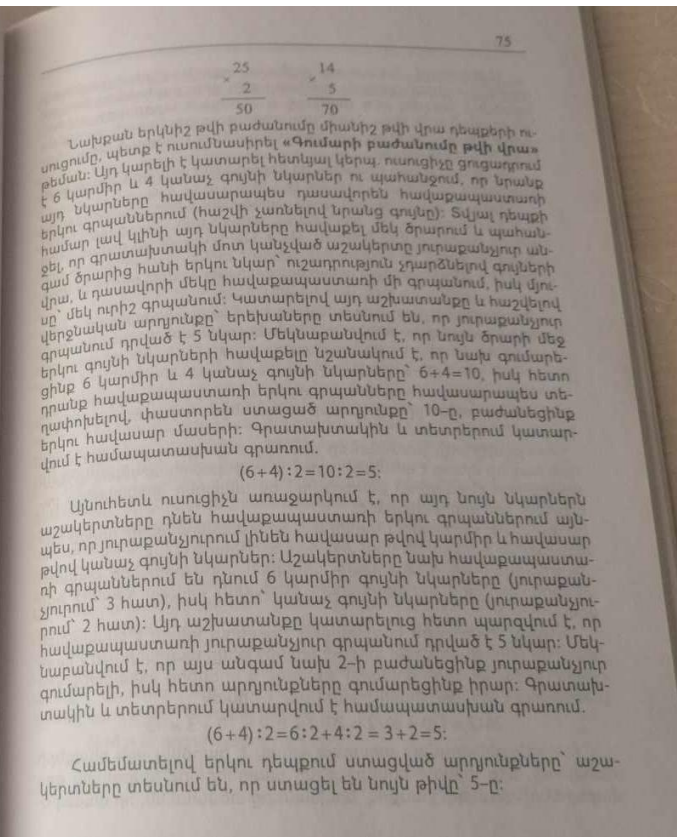 75
25 14
× 2 × 5
50 70
Նախքան երկնիշ թվի բաժանումը միանիշ թվի վրա դեպքերի ու-
սուցումը, պետք է ուսումնասիրել «Գումարի բաժանումը թվի վրա»
թեման: Այդ կարելի է կատարել հետևյալ կերպ. ուսուցիչը ցուցադրում
է 6 կարմիր և 4 կանաչ գույնի նկարներ ու պահանջում, որ նրանք
այդ նկարները հավասարապես դասավորեն հավաքապաստառի
երկու գրպաններում (հաշվի չառնելով նրանց գույնը): Տվյալ դեպքի
համար լավ կլինի այդ նկարները հավաքել մեկ ծրարում և պահան-
ջել, որ գրատախտակի մոտ կանչված աշակերտը յուրաքանչյուր ան-
գամ ծրարից հանի երկու նկար՝ ուշադրություն չդարձնելով գույների
վրա, և դասավորի մեկը հավաքապաստառի մի գրպանում, իսկ մյու-
սը՝ մեկ ուրիշ գրպանում: Կատարելով այդ աշխատանքը և հաշվելով
վերջնական արդյունքը՝ երեխաները տեսնում են, որ յուրաքանչյուր
գրպանում դրված է 5 նկար: Մեկնաբանվում է, որ նույն ծրարի մեջ
երկու գույնի նկարների հավաքելը նշանակում է, որ նախ գումարե-
ցինք 6 կարմիր և 4 կանաչ գույնի նկարները՝ 6+4=10, իսկ հետո
դրանք հավաքապաստառի երկու գրպանները հավասարապես տե-
ղափոխելով, փաստորեն ստացած արդյունքը՝ 10-ը, բաժանեցինք
երկու հավասար մասերի: Գրատախտակին և տետրերում կատար-
վում է համապատասխան գրառում.
(6+4):2=10:2=5:
Այնուհետև ուսուցիչն առաջարկում է, որ այդ նույն նկարներն
աշակերտները դնեն հավաքապաստառի երկու գրպաններում այն-
պես, որ յուրաքանչյուրում լինեն հավասար թվով կարմիր և հավասար
թվով կանաչ գույնի նկարներ: Աշակերտները նախ հավաքապաստա-
ռի գրպաններում են դնում 6 կարմիր գույնի նկարները (յուրաքան-
չյուրում՝ 3 հատ), իսկ հետո՝ կանաչ գույնի նկարները (յուրաքանչյու-
րում՝ 2 հատ): Այդ աշխատանքը կատարելուց հետո պարզվում է, որ
հավաքապաստառի յուրաքանչյուր գրպանում դրված է 5 նկար: Մեկ-
նաբանվում է, որ այս անգամ նախ 2-ի բաժանեցինք յուրաքանչյուր
գումարելի, իսկ հետո արդյունքները գումարեցինք իրար: Գրատախ-
տակին և տետրերում կատարվում է համապատասխան գրառում.
(6+4):2=6:2+4:2=3+2=5:
Համեմատելով երկու դեպքում ստացված արդյունքները՝ աշա-
կերտները տեսնում են, որ ստացել են նույն թիվը՝ 5-ը: